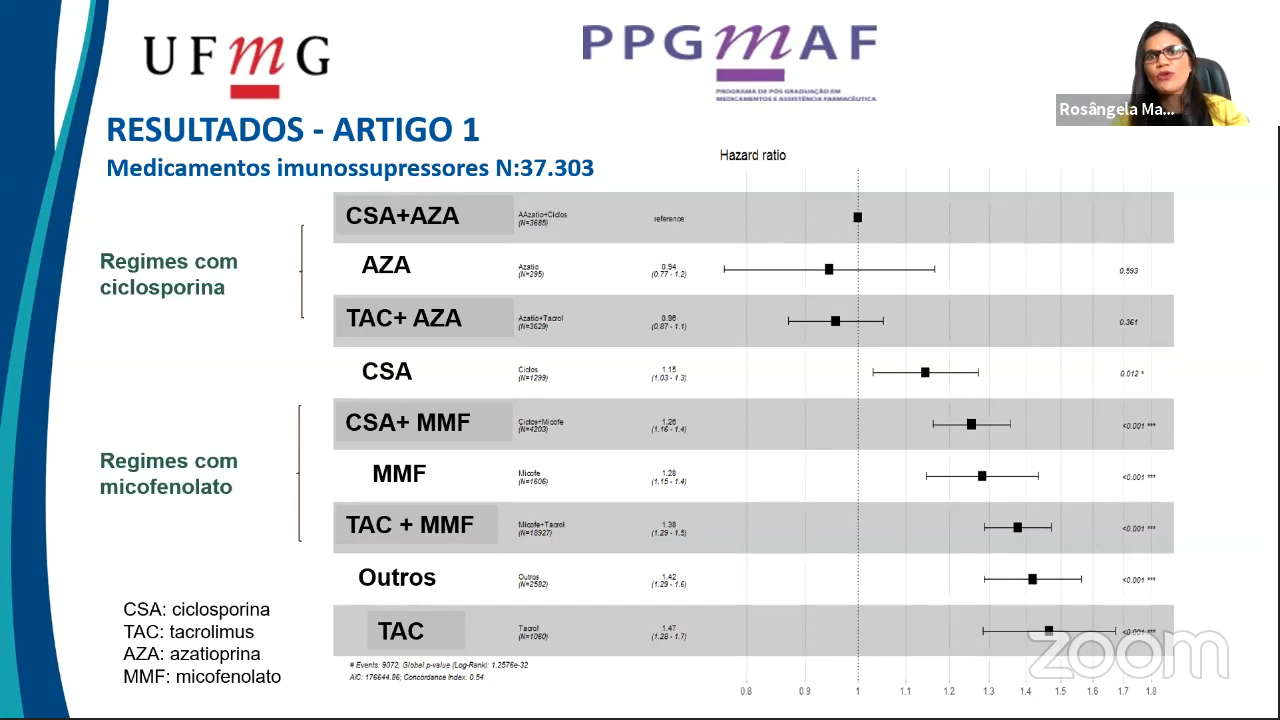 UFmG
PPGmAF
PROGRAMA DE PÓS GRADUAÇÃO EM
MEDICAMENTOS E ASSISTÊNCIA FARMACÊUTICA
Rosângela Ma...
RESULTADOS - ARTIGO 1
Medicamentos imunossupressores N:37.303
Hazard ratio
Regimes com
ciclosporina
Regimes com
micofenolato
CSA+AZA AAzatio+Ciclos reference
(N=3685)
AZA Azatio 0.94 0.593
(N=295) (0.77 - 1.2)
TAC+ AZA Azatio+Tacrol 0.96 0.361
(N=3629) (0.87 - 1.1)
CSA Ciclos 1.15 0.012 *
(N=1299) (1.03 - 1.3)
CSA+ MMF Ciclos+Micofe 1.26 <0.001 ***
(N=4203) (1.16 - 1.4)
MMF Micofe 1.28 <0.001 ***
(N=1606) (1.15 - 1.4)
TAC + MMF Micofe+Tacrol 1.38 <0.001 ***
(N=18927) (1.29 - 1.5)
Outros Outros 1.42 <0.001 ***
(N=2582) (1.29 - 1.6)
TAC Tacrol 1.47 <0.001 ***
(N=1060) (1.28 - 1.7)
# Events: 9072; Global p-value (Log-Rank): 1.2576e-32
AIC: 176644.86; Concordance Index: 0.54
0.8 0.9 1 1.1 1.2 1.3 1.4 1.5 1.6 1.7 1.8
CSA: ciclosporina
TAC: tacrolimus
AZA: azatioprina
MMF: micofenolato
zoom